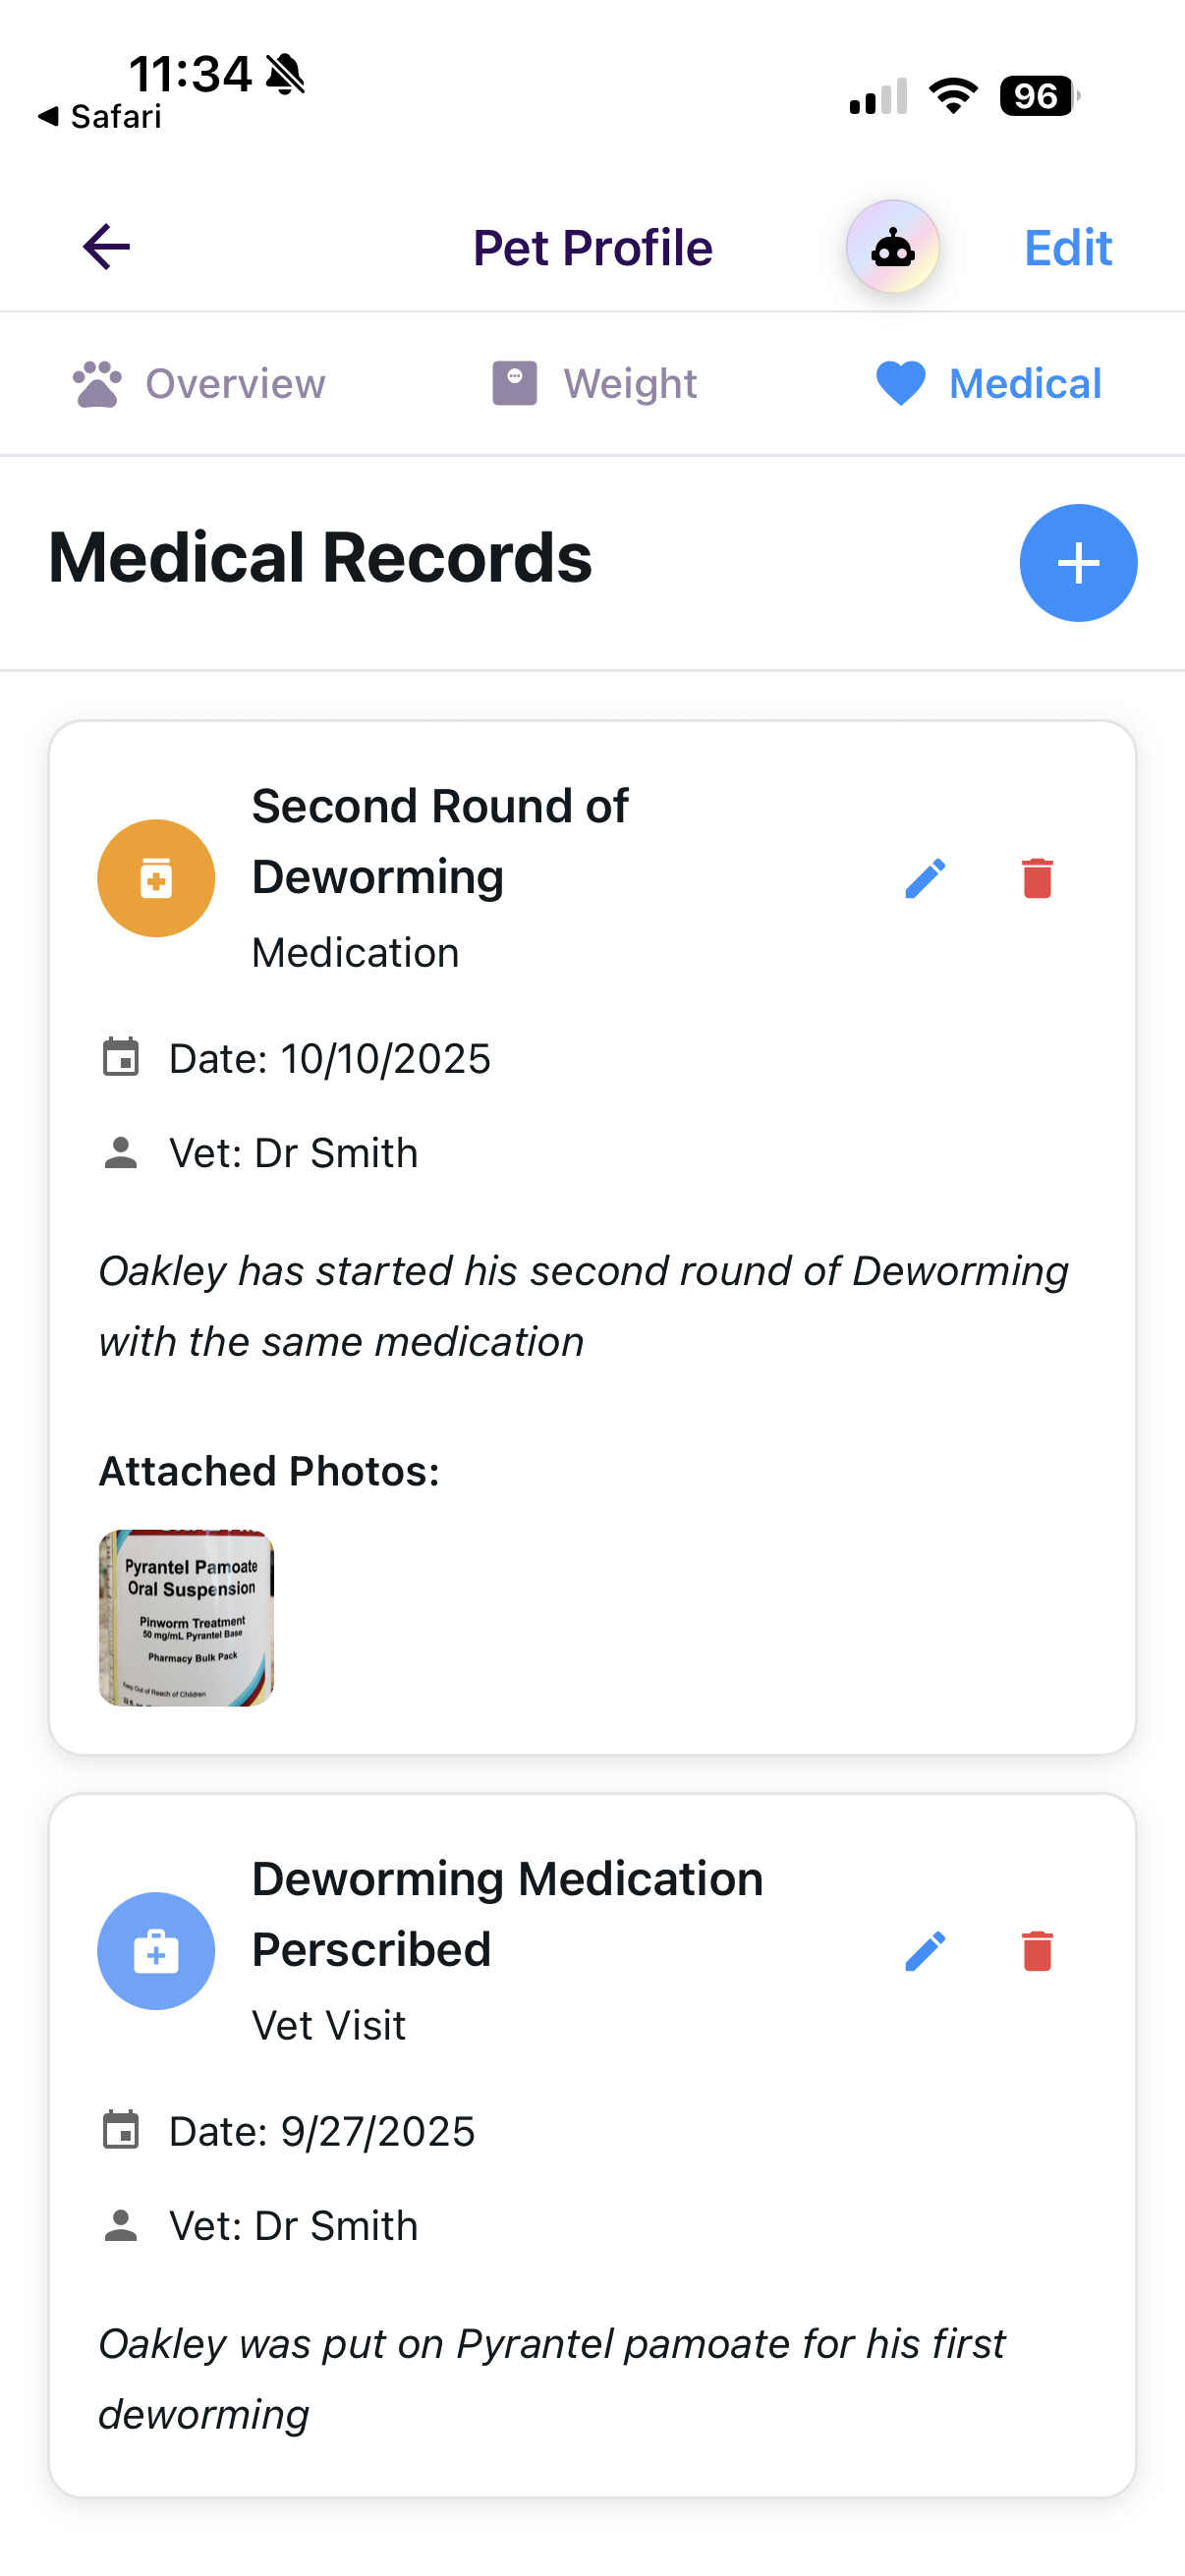 11:34
Safari
96
Pet Profile
Edit
Overview
Weight
Medical
Medical Records
Second Round of
Deworming
Medication
Date: 10/10/2025
Vet: Dr Smith
Oakley has started his second round of Deworming
with the same medication
Attached Photos:
Pyrantel Pamoate
Oral Suspension
Pinworm Treatment
50 mg/mL Pyrantel Base
Pharmacy Bulk Pack
Keep Out of Reach of Children
Deworming Medication
Perscribed
Vet Visit
Date: 9/27/2025
Vet: Dr Smith
Oakley was put on Pyrantel pamoate for his first
deworming